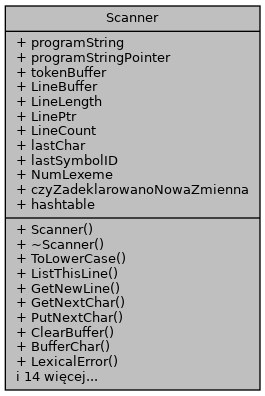 Scanner
+ programString
+ programStringPointer
+ tokenBuffer
+ LineBuffer
+ LineLength
+ LinePtr
+ LineCount
+ lastChar
+ lastSymbolID
+ NumLexeme
+ czyZadeklarowanoNowaZmienna
+ hashtable
+ Scanner()
+ ~Scanner()
+ ToLowerCase()
+ ListThisLine()
+ GetNewLine()
+ GetNextChar()
+ PutNextChar()
+ ClearBuffer()
+ BufferChar()
+ LexicalError()
i 14 więcej...